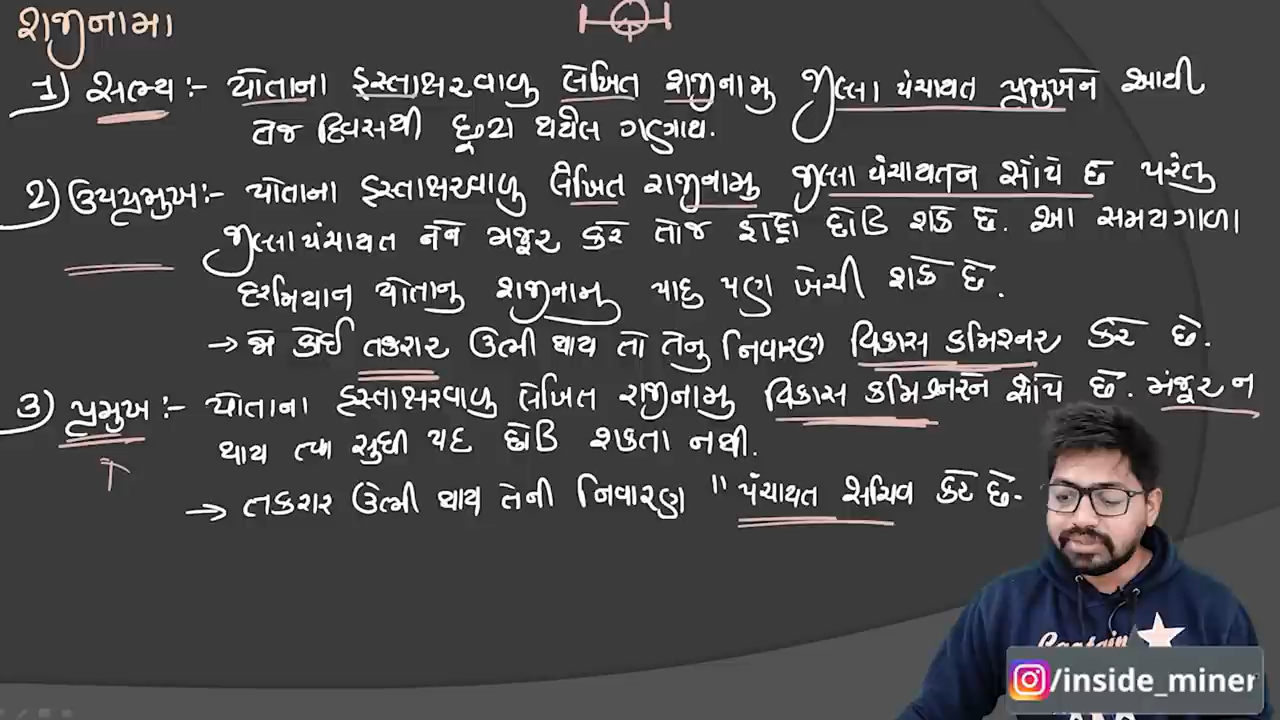 રાજીનામા
1) સભ્ય:- પોતાના હસ્તાક્ષરવાળુ લેખિત રાજીનામુ જીલ્લા પંચાયત પ્રમુખને આપી
તેજ દિવસથી છૂટા થયેલ ગણાય.
2) ઉપપ્રમુખ:- પોતાના હસ્તાક્ષરવાળુ લેખિત રાજીનામુ જીલ્લા પંચાયતને સોંપે છે પરંતુ
જીલ્લા પંચાયત તેને મજૂર કરે તોજ હોદ્દો છોડિ શકે છે. આ સમયગાળા
દરમિયાન પોતાનુ રાજીનામુ પાછુ પણ ખેચી શકે છે.
→ જો કોઈ તકરાર ઉભી થાય તો તેનુ નિવારણ વિકાસ કમિશ્નર કરે છે.
3) પ્રમુખ:- પોતાના હસ્તાક્ષરવાળુ લેખિત રાજીનામુ વિકાસ કમિશ્નરને સોંપે છે. મંજૂર ન
થાય ત્યા સુધી પદ છોડિ શકતા નથી.
→ તકરાર ઉભી થાય તેની નિવારણ " પંચાયત સચિવ કરે છે.
/inside_miner